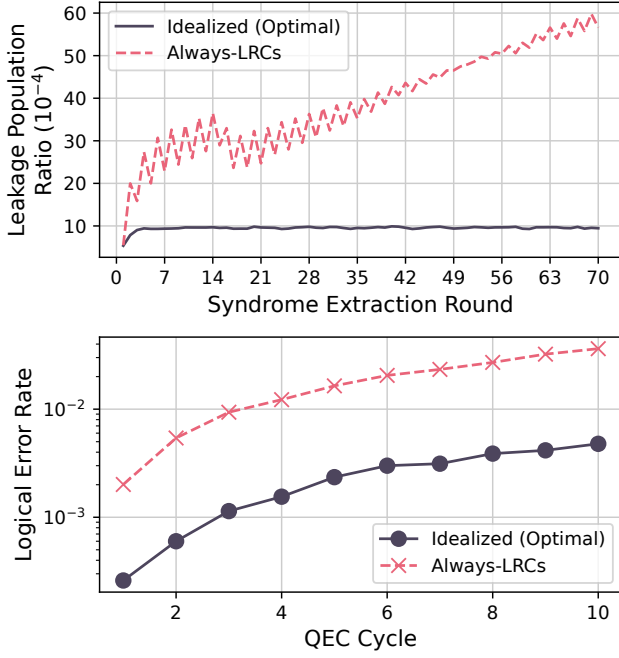 60
50
40
30
20
10
Leakage Population
Ratio (10⁻⁴)
Idealized (Optimal)
Always-LRCs
0 7 14 21 28 35 42 49 56 63 70
Syndrome Extraction Round
10⁻²
10⁻³
Logical Error Rate
Idealized (Optimal)
Always-LRCs
2 4 6 8 10
QEC Cycle